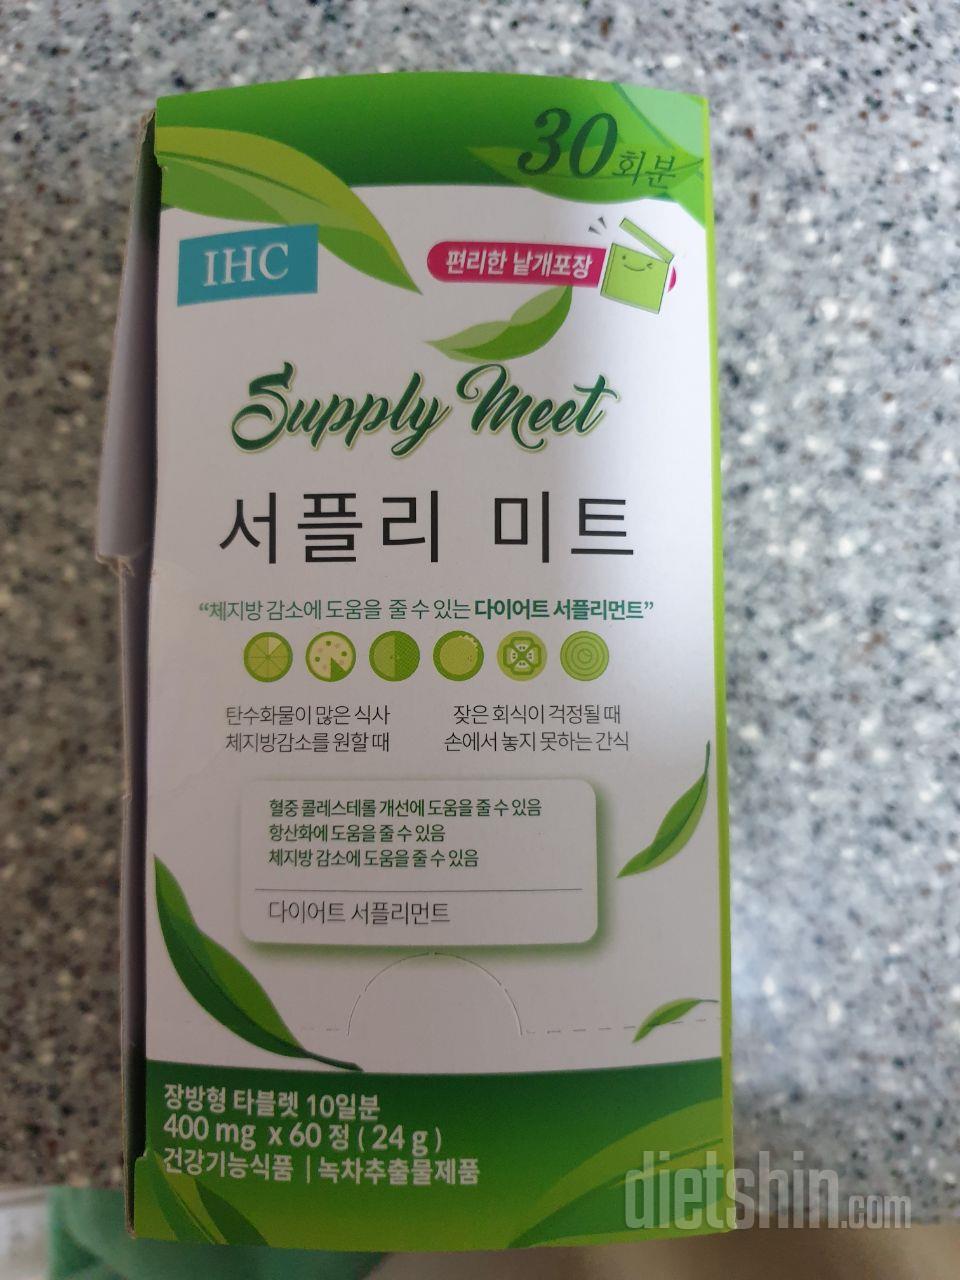 30회분
IHC
편리한 낱개포장
Supply Meet
서플리 미트
“체지방 감소에 도움을 줄 수 있는 다이어트 서플리먼트”
탄수화물이 많은 식사
체지방감소를 원할 때
잦은 회식이 걱정될 때
손에서 놓지 못하는 간식
혈중 콜레스테롤 개선에 도움을 줄 수 있음
항산화에 도움을 줄 수 있음
체지방 감소에 도움을 줄 수 있음
다이어트 서플리먼트
장방형 타블렛 10일분
400 mg x 60 정 ( 24 g )
건강기능식품 | 녹차추출물제품
dietshin.com